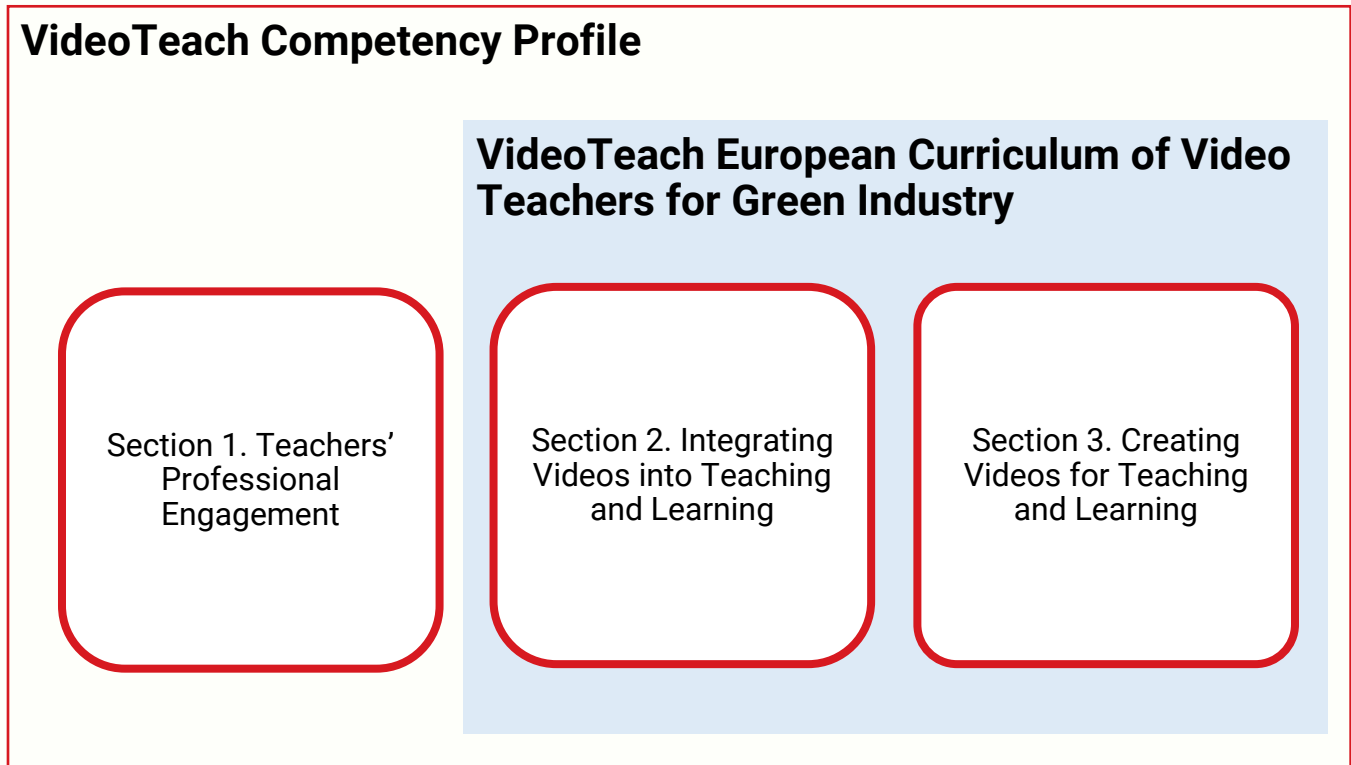 VideoTeach Competency Profile
VideoTeach European Curriculum of Video
Teachers for Green Industry
Section 1. Teachers’
Professional
Engagement
Section 2. Integrating
Videos into Teaching
and Learning
Section 3. Creating
Videos for Teaching
and Learning